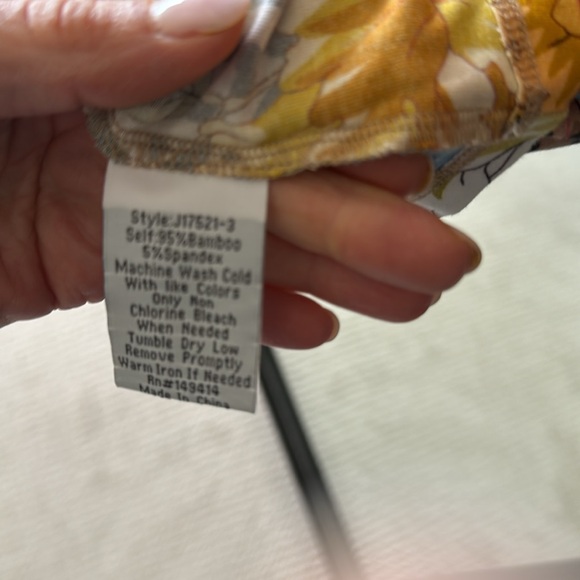 Style:J17521-3
Self:95%Bamboo
5%Spandex
Machine Wash Cold
With like Colors
Only Non
Chlorine Bleach
When Needed
Tumble Dry Low
Remove Promptly
Warm Iron If Needed
Rn#149414
Made In China